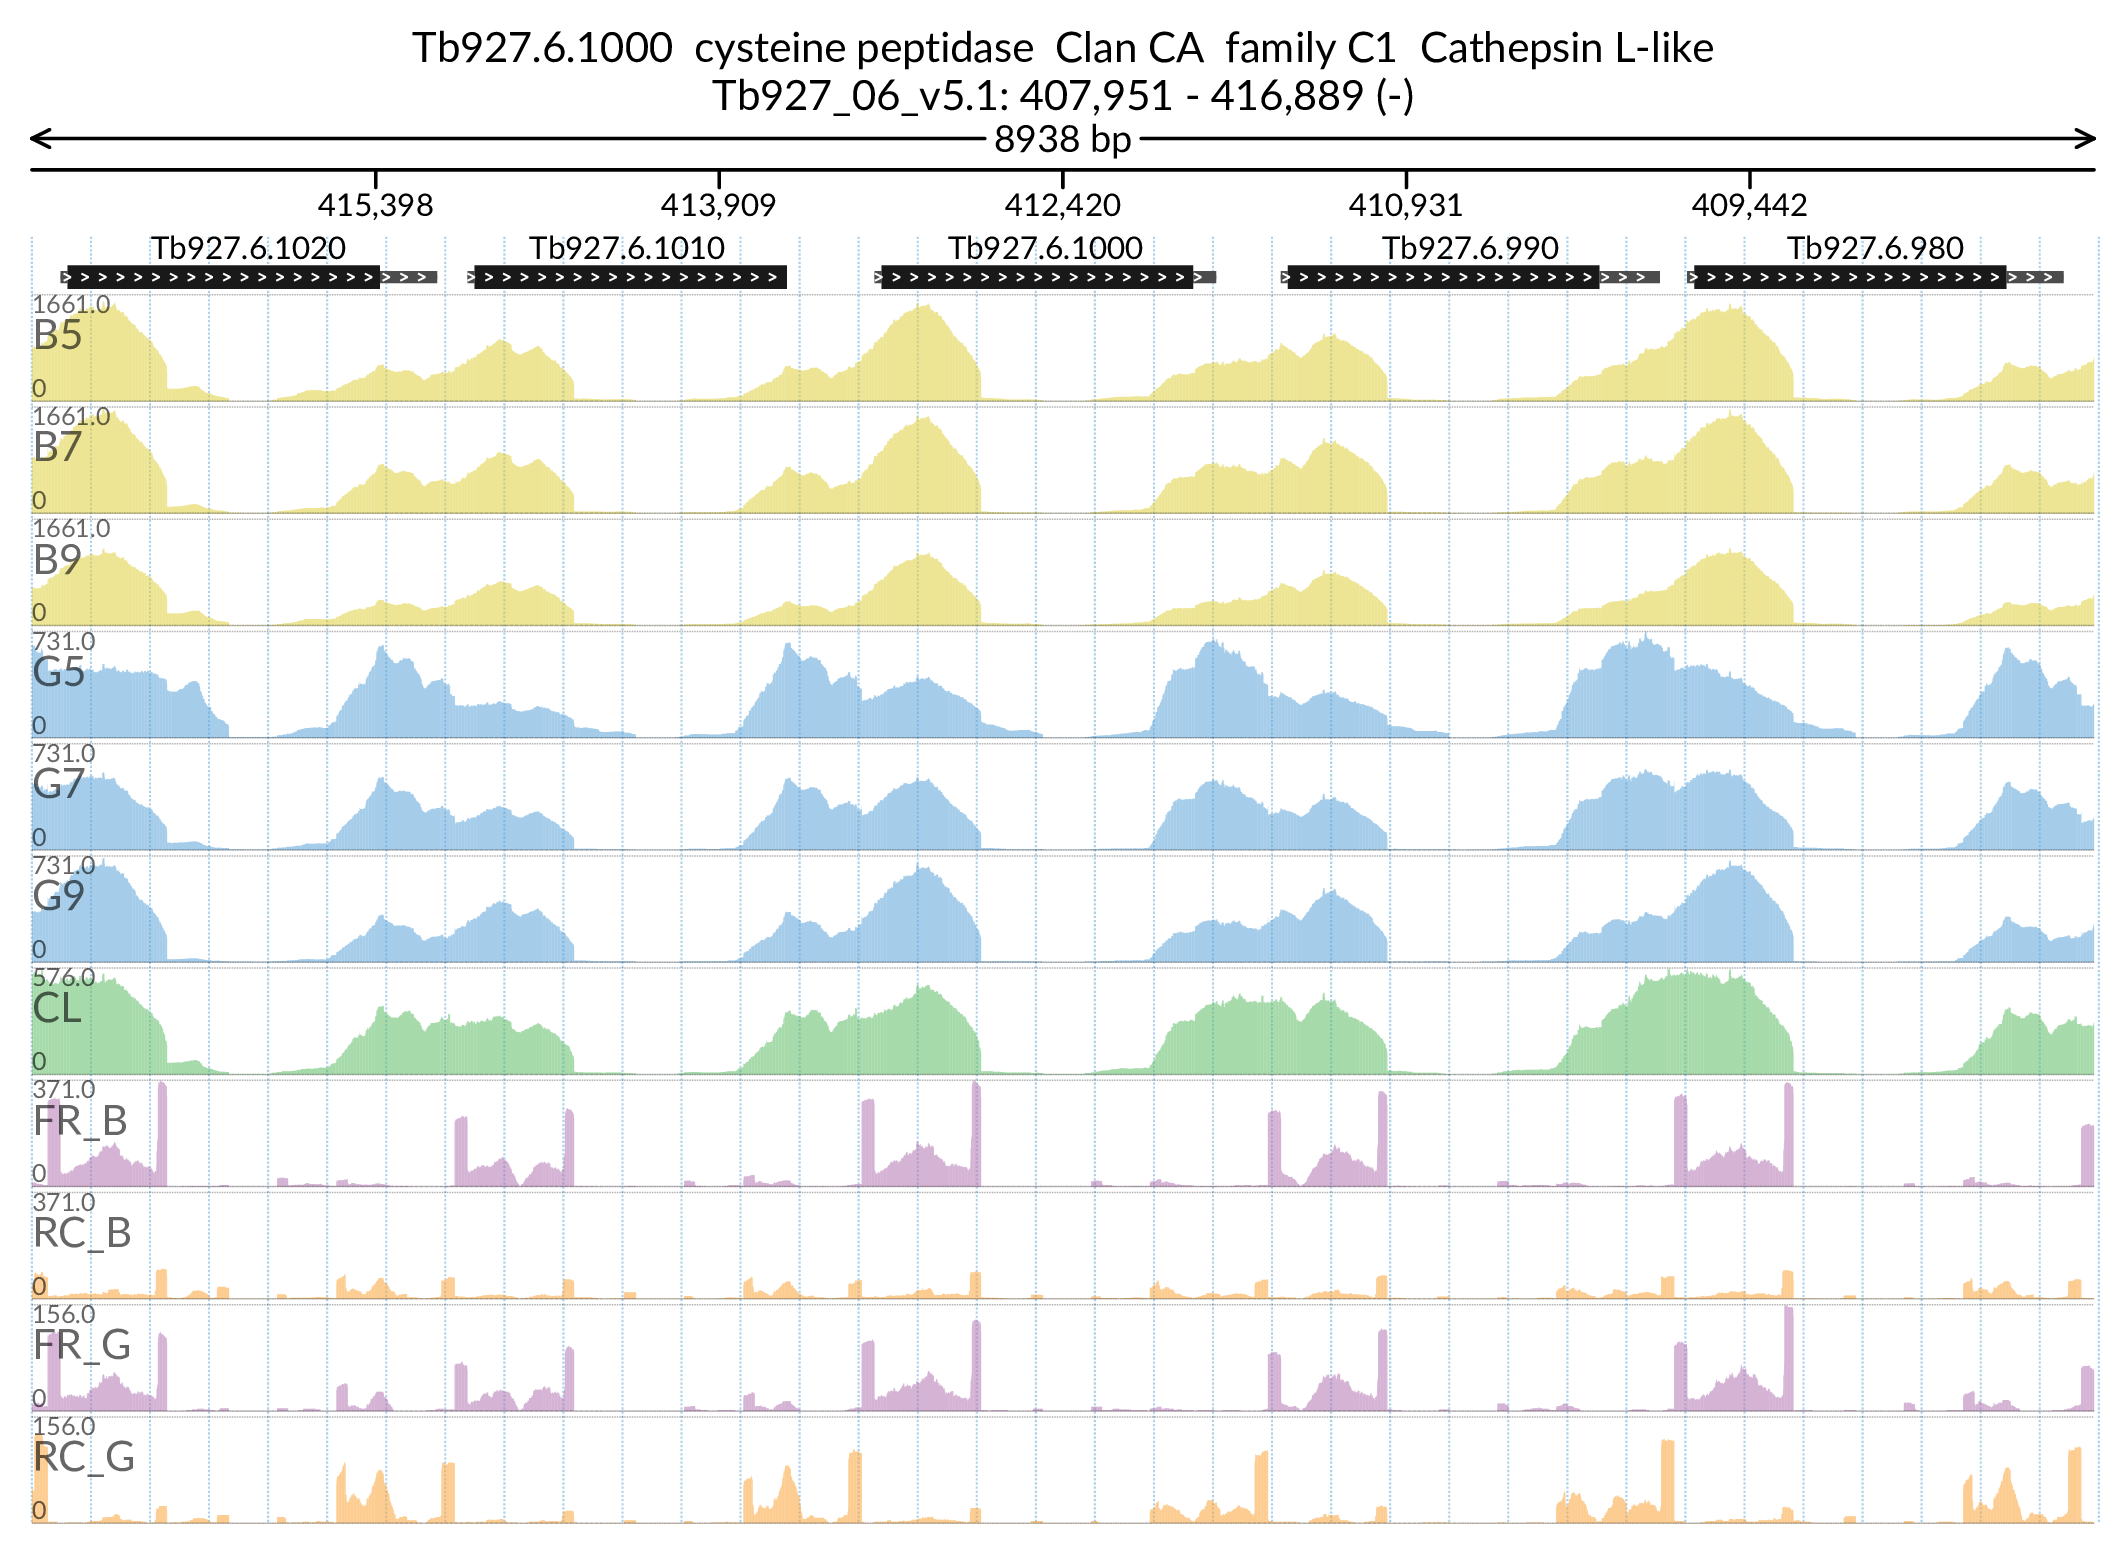 Tb927.6.1000 cysteine peptidase Clan CA family C1 Cathepsin L-like
Tb927_06_v5.1: 407,951 - 416,889 (-)
8938 bp
415,398 413,909 412,420 410,931 409,442
Tb927.6.1020 Tb927.6.1010 Tb927.6.1000 Tb927.6.990 Tb927.6.980
1661.0
B5
0
1661.0
B7
0
1661.0
B9
0
731.0
G5
0
731.0
G7
0
731.0
G9
0
576.0
CL
0
371.0
FR_B
0
371.0
RC_B
0
156.0
FR_G
0
156.0
RC_G
0